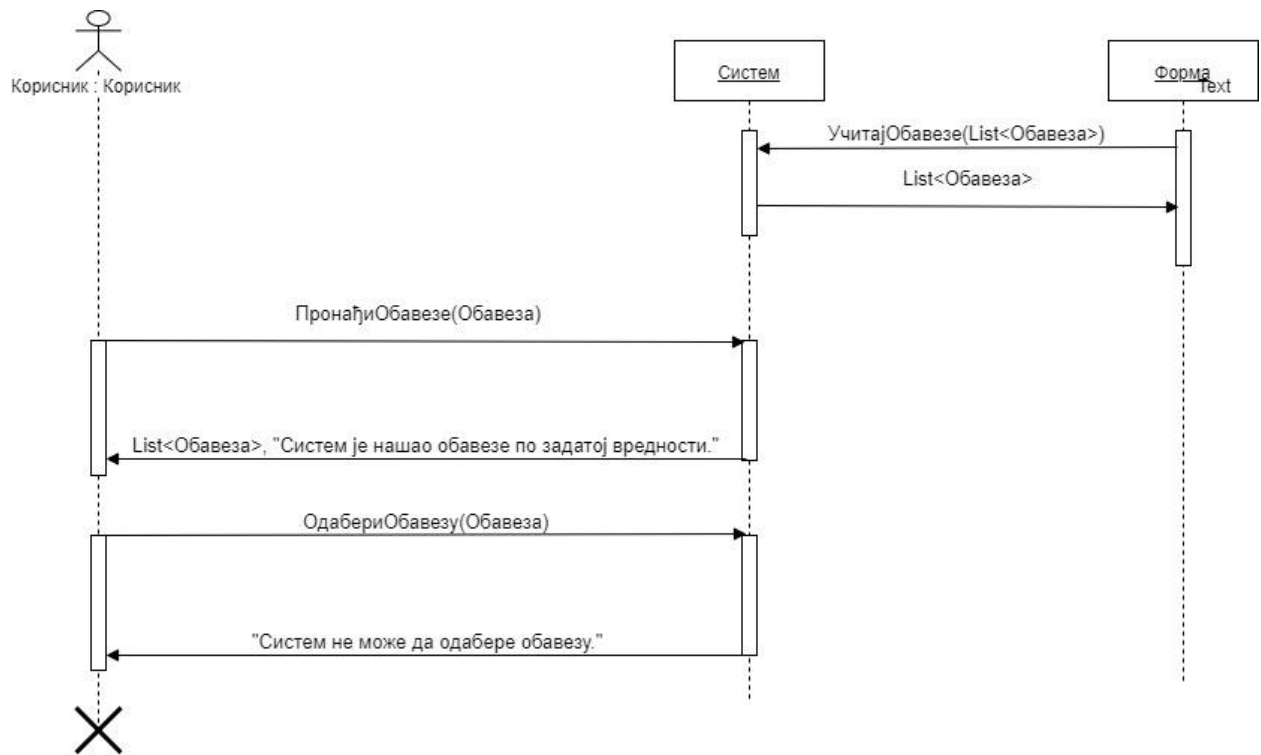 Корисник : Корисник
Систем
Форма
Text
УчитајОбавезе(List<Обавеза>)
List<Обавеза>
ПронађиОбавезе(Обавеза)
List<Обавеза>, "Систем је нашао обавезе по задатој вредности."
ОдабериОбавезу(Обавеза)
"Систем не може да одабере обавезу."